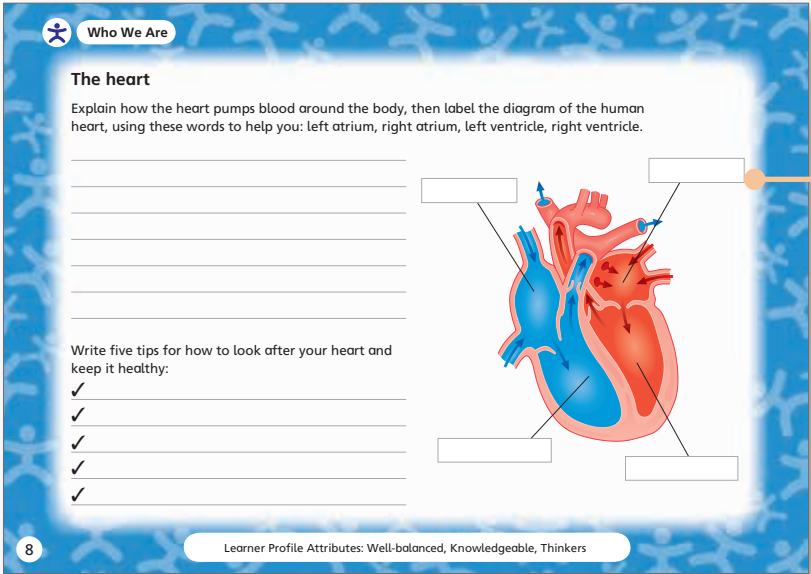 Who We Are
The heart
Explain how the heart pumps blood around the body, then label the diagram of the human
heart, using these words to help you: left atrium, right atrium, left ventricle, right ventricle.
Write five tips for how to look after your heart and
keep it healthy:
✓
✓
✓
✓
✓
8
Learner Profile Attributes: Well-balanced, Knowledgeable, Thinkers